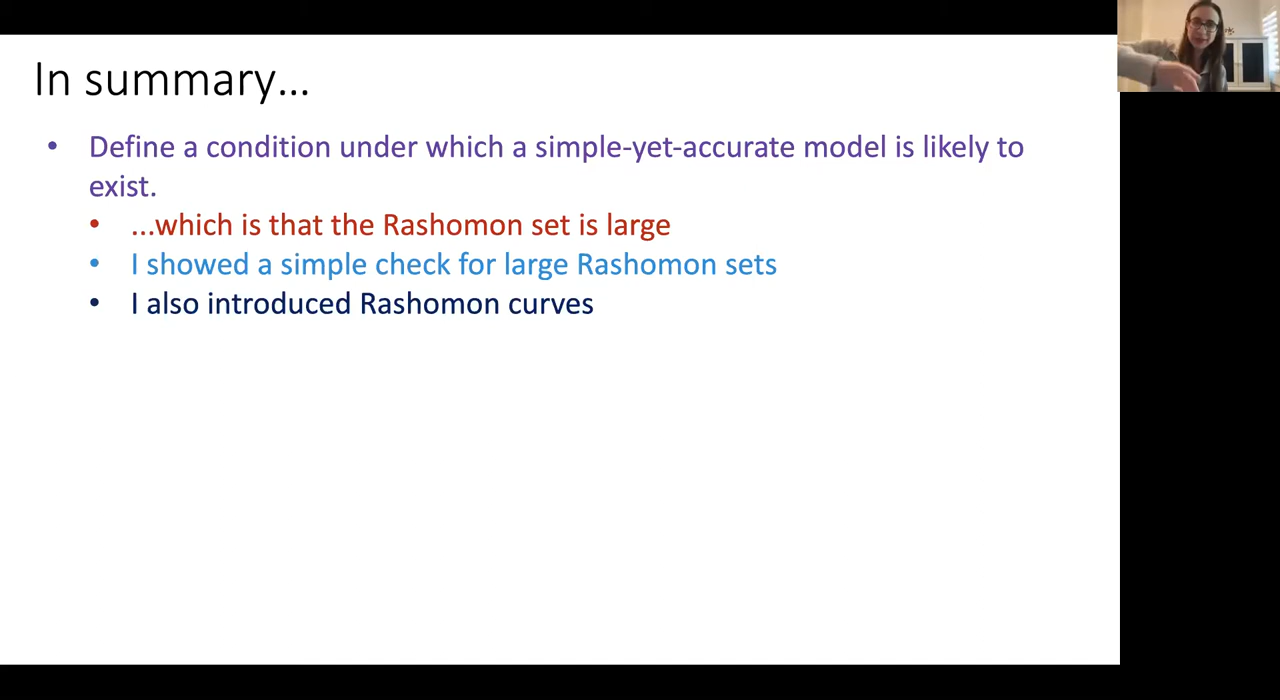 In summary...
• Define a condition under which a simple-yet-accurate model is likely to
exist.
• ...which is that the Rashomon set is large
• I showed a simple check for large Rashomon sets
• I also introduced Rashomon curves